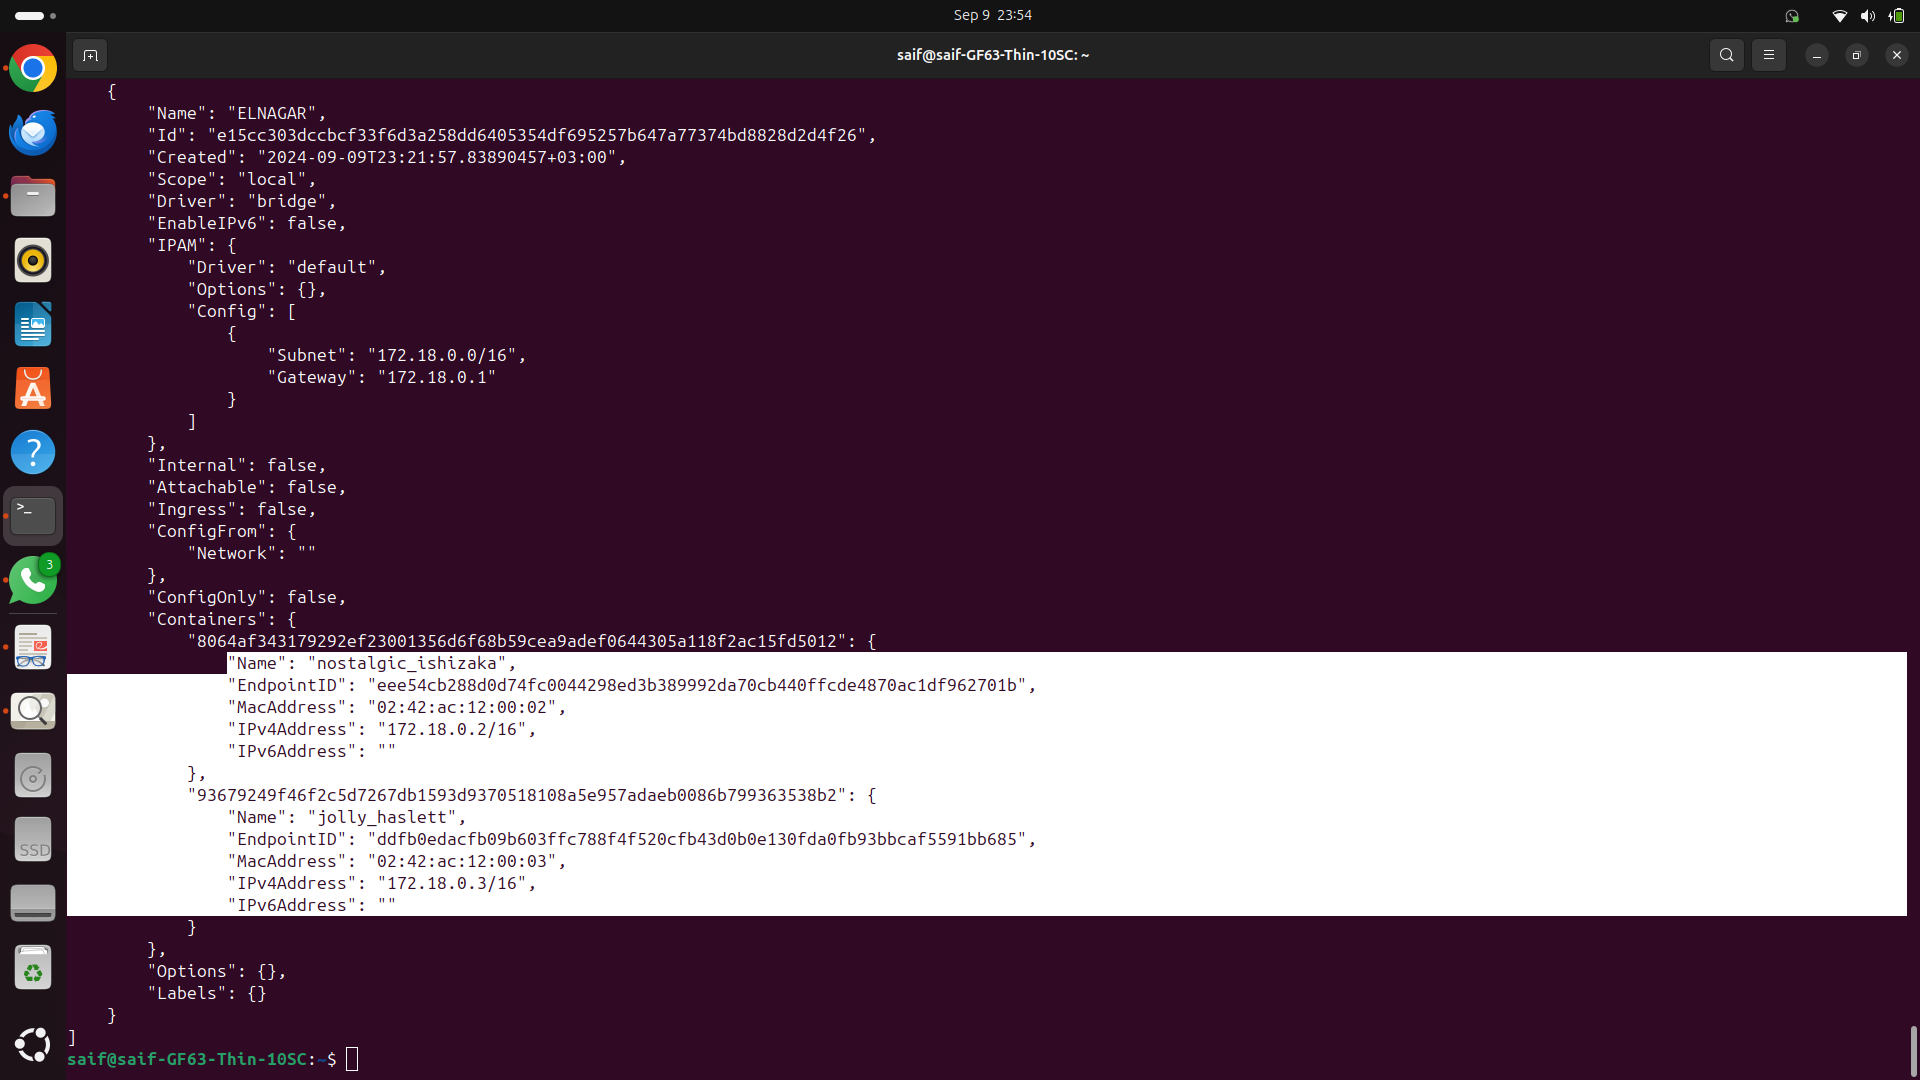 Sep 9 23:54
saif@saif-GF63-Thin-10SC: ~
    {
        "Name": "ELNAGAR",
        "Id": "e15cc303dccbcf33f6d3a258dd6405354df695257b647a77374bd8828d2d4f26",
        "Created": "2024-09-09T23:21:57.83890457+03:00",
        "Scope": "local",
        "Driver": "bridge",
        "EnableIPv6": false,
        "IPAM": {
            "Driver": "default",
            "Options": {},
            "Config": [
                {
                    "Subnet": "172.18.0.0/16",
                    "Gateway": "172.18.0.1"
                }
            ]
        },
        "Internal": false,
        "Attachable": false,
        "Ingress": false,
        "ConfigFrom": {
            "Network": ""
        },
        "ConfigOnly": false,
        "Containers": {
            "8064af343179292ef23001356d6f68b59cea9adef0644305a118f2ac15fd5012": {
                "Name": "nostalgic_ishizaka",
                "EndpointID": "eee54cb288d0d74fc0044298ed3b389992da70cb440ffcde4870ac1df962701b",
                "MacAddress": "02:42:ac:12:00:02",
                "IPv4Address": "172.18.0.2/16",
                "IPv6Address": ""
            },
            "93679249f46f2c5d7267db1593d9370518108a5e957adaeb0086b799363538b2": {
                "Name": "jolly_haslett",
                "EndpointID": "ddfb0edacfb09b603ffc788f4f520cfb43d0b0e130fda0fb93bbcaf5591bb685",
                "MacAddress": "02:42:ac:12:00:03",
                "IPv4Address": "172.18.0.3/16",
                "IPv6Address": ""
            }
        },
        "Options": {},
        "Labels": {}
    }
]
saif@saif-GF63-Thin-10SC:~$
3
SSD